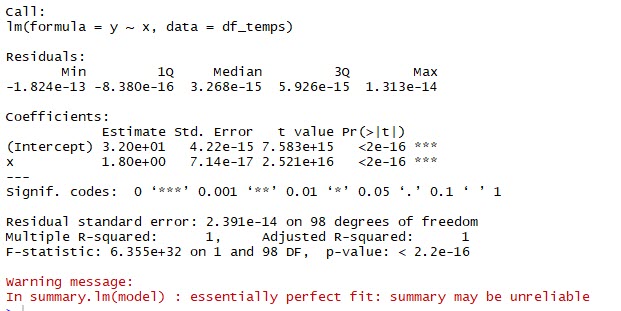 Call:
lm(formula = y ~ x, data = df_temps)
Residuals:
Min 1Q Median 3Q Max
-1.824e-13 -8.380e-16 3.268e-15 5.926e-15 1.313e-14
Coefficients:
Estimate Std. Error t value Pr(>|t|)
(Intercept) 3.20e+01 4.22e-15 7.583e+15 <2e-16 ***
x 1.80e+00 7.14e-17 2.521e+16 <2e-16 ***
---
Signif. codes: 0 ‘***’ 0.001 ‘**’ 0.01 ‘*’ 0.05 ‘.’ 0.1 ‘ ’ 1
Residual standard error: 2.391e-14 on 98 degrees of freedom
Multiple R-squared: 1, Adjusted R-squared: 1
F-statistic: 6.355e+32 on 1 and 98 DF, p-value: < 2.2e-16
Warning message:
In summary.lm(model) : essentially perfect fit: summary may be unreliable
>